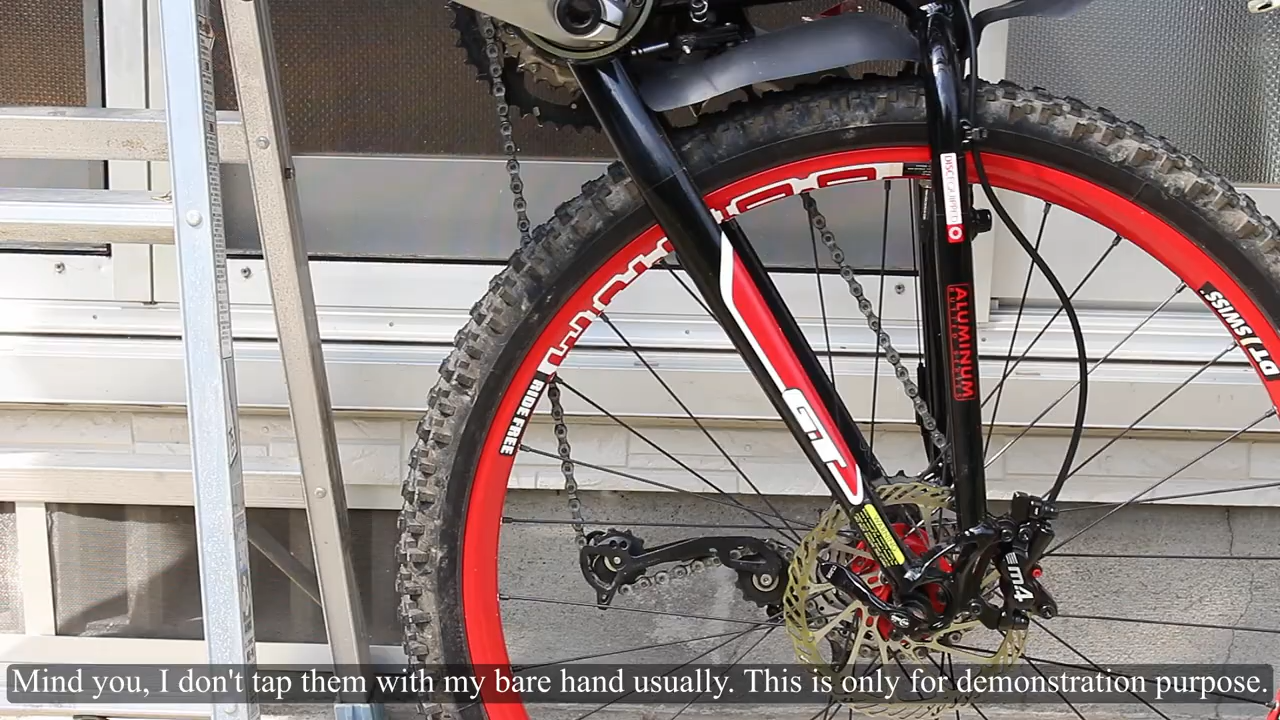 DISC EQUIPPED
ALUMINUM
DT SWISS
RIDE FREE
GT
M4
Mind you, I don't tap them with my bare hand usually. This is only for demonstration purpose.